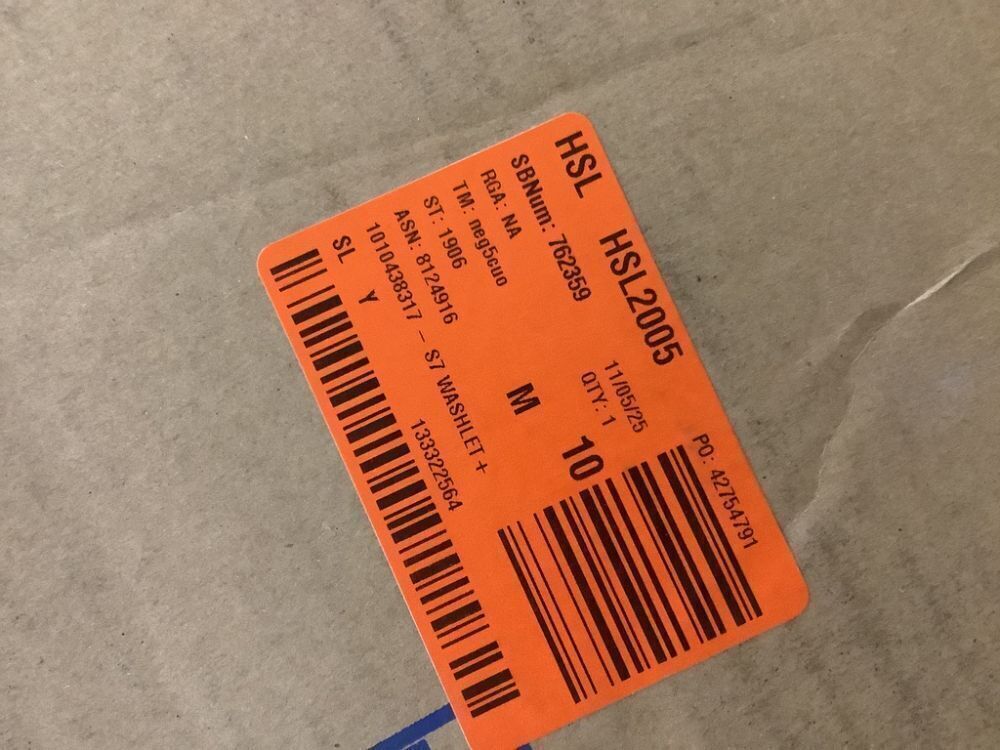 HSL HSL2005
SBNum: 762359 11/05/25 PO: 42754791
RGA: NA QTY: 1
TM: neg5cuo
ST: 1906 M 10
ASN: 8124916
1010438317 - S7 WASHLET+
SL Y 133322564